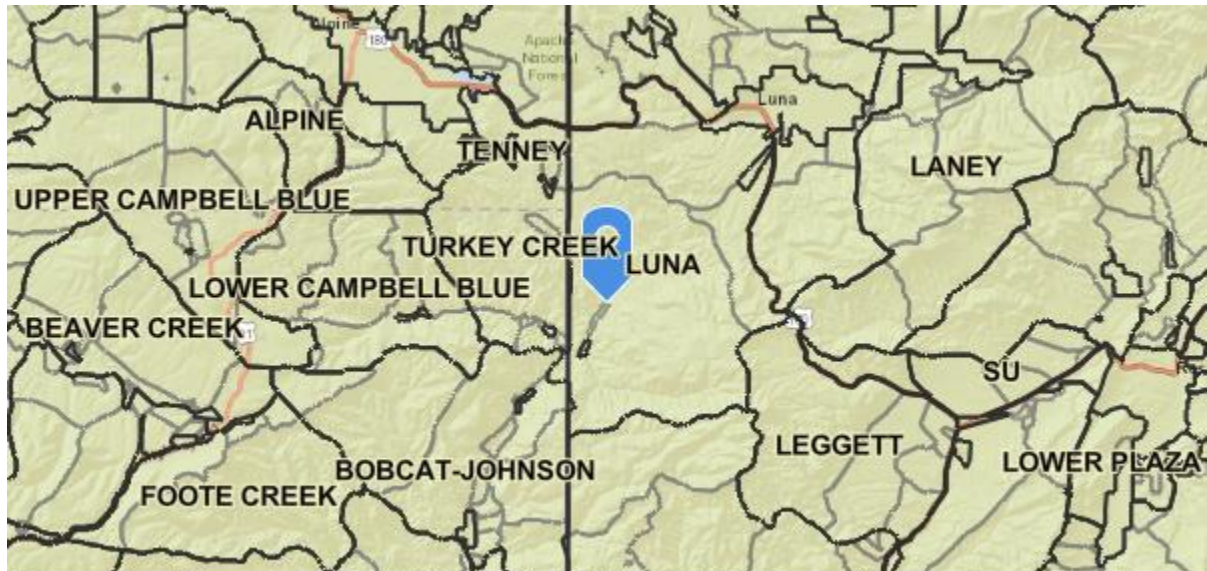 Alpine
180
Apache
National
Forest
Luna
ALPINE
TENNEY
LANEY
UPPER CAMPBELL BLUE
TURKEY CREEK
LUNA
LOWER CAMPBELL BLUE
BEAVER CREEK
SU
LEGGETT
LOWER PLAZA
BOBCAT-JOHNSON
FOOTE CREEK